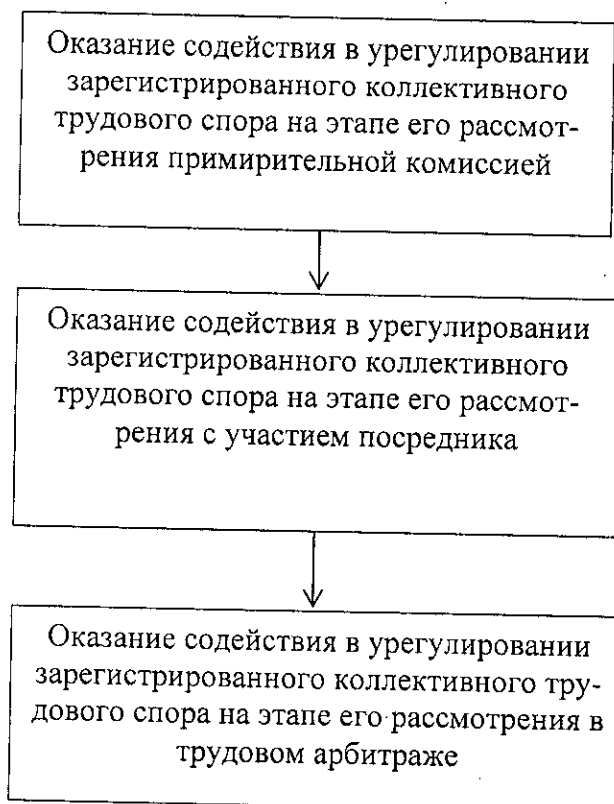 Оказание содействия в урегулировании
зарегистрированного коллективного
трудового спора на этапе его рассмот-
рения примирительной комиссией
Оказание содействия в урегулировании
зарегистрированного коллективного
трудового спора на этапе его рассмот-
рения с участием посредника
Оказание содействия в урегулировании
зарегистрированного коллективного тру-
дового спора на этапе его рассмотрения в
трудовом арбитраже